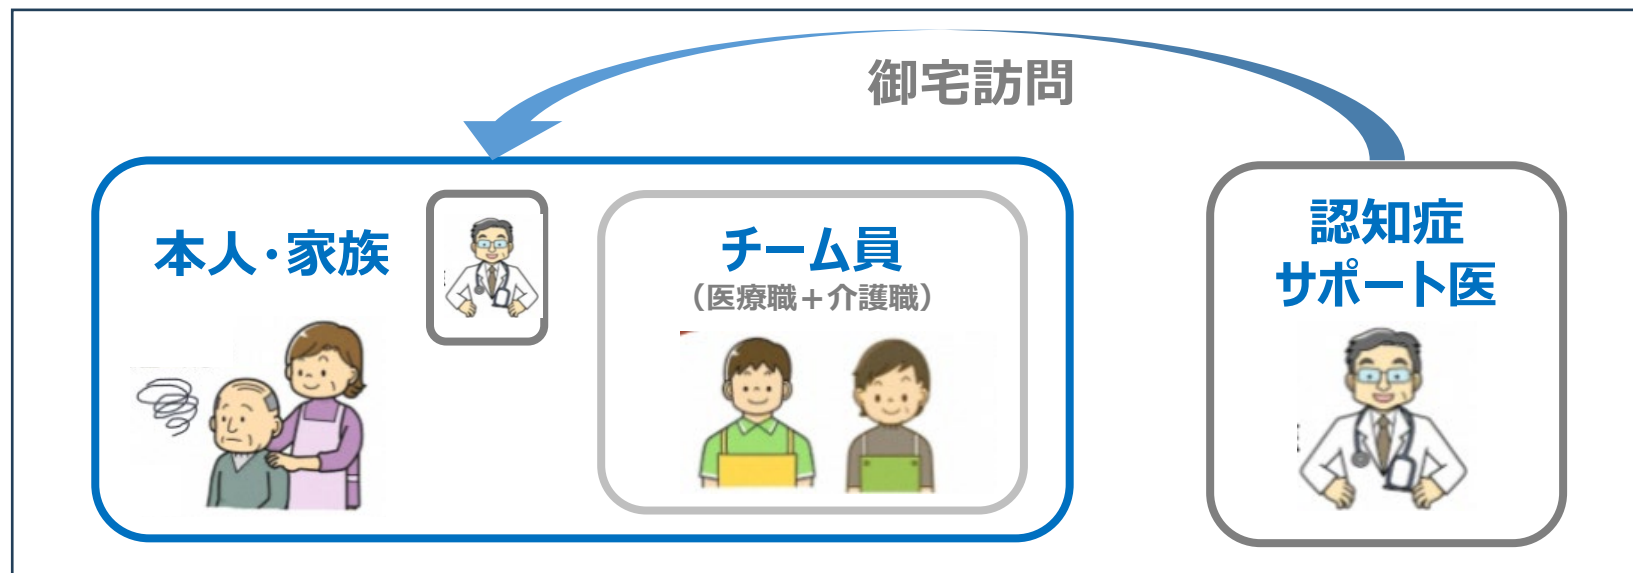 御宅訪問
本人・家族
チーム員
（医療職＋介護職）
認知症
サポート医